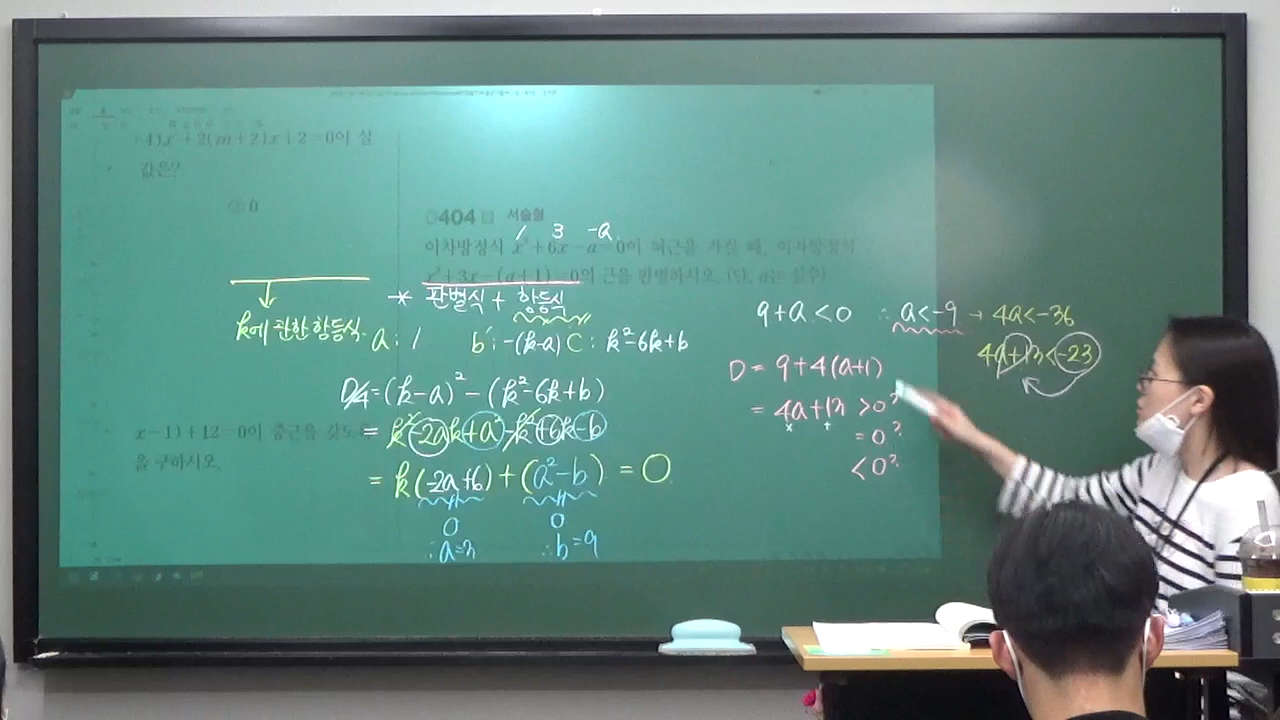 -4)x²+2(m+2)x+2=0이 실
값은?
③ 0
0404 서술형
1 3 -a
이차방정식 x²+6x-a=0이 허근을 가질 때, 이차방정식
x²+3x-(a+1)=0의 근을 판별하시오. (단, a는 실수)
* 판별식 + 항등식
k에 관한 항등식.
a: 1 b': -(k-a) C: k²-6k+b
D/4=(k-a)²-(k²-6k+b)
x-1)+12=0이 중근을 갖도
을 구하시오.
= k²-2ak+a²-k²+6k-b
= k(-2a+6)+(a²-b) = 0
0 0
∴a=3 ∴b=9
9+a<0 ∴ a<-9 → 4a<-36
4a+13<-23
D= 9+4(a+1)
= 4a+13 >0?
=0?
<0?